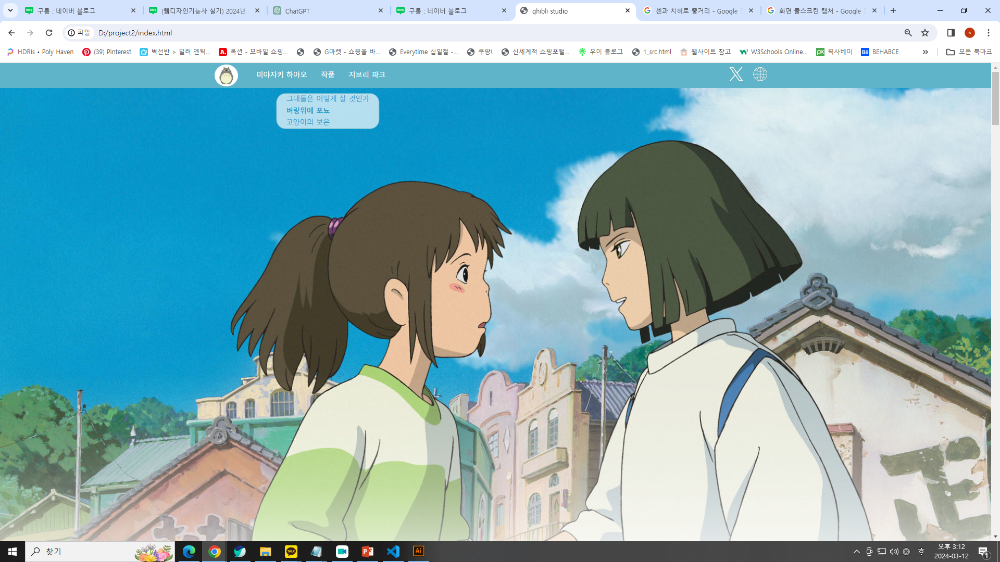 구름 : 네이버 블로그
(웹디자인기능사 실기) 2024년
ChatGPT
구름 : 네이버 블로그
ghibli studio
센과 치히로 줄거리 - Google
화면 풀스크린 캡처 - Google
파일
D:/project2/index.html
HDRIs • Poly Haven
(39) Pinterest
벽선반 > 밀러 엔틱...
옥션 - 모바일 쇼핑...
G마켓 - 쇼핑을 바...
Everytime 십일절 -...
쿠팡!
신세계적 쇼핑포털...
우이 블로그
1_src.html
웹사이트 참고
W3Schools Online...
픽사베이
BEHABCE
모든 북마크
미야자키 하야오
작품
지브리 파크
그대들은 어떻게 살 것인가
벼랑위에 포뇨
고양이의 보은
찾기
오후 3:12
2024-03-12